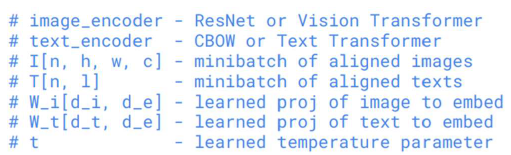 # image_encoder - ResNet or Vision Transformer
# text_encoder - CBOW or Text Transformer
# I[n, h, w, c] - minibatch of aligned images
# T[n, l] - minibatch of aligned texts
# W_i[d_i, d_e] - learned proj of image to embed
# W_t[d_t, d_e] - learned proj of text to embed
# t - learned temperature parameter